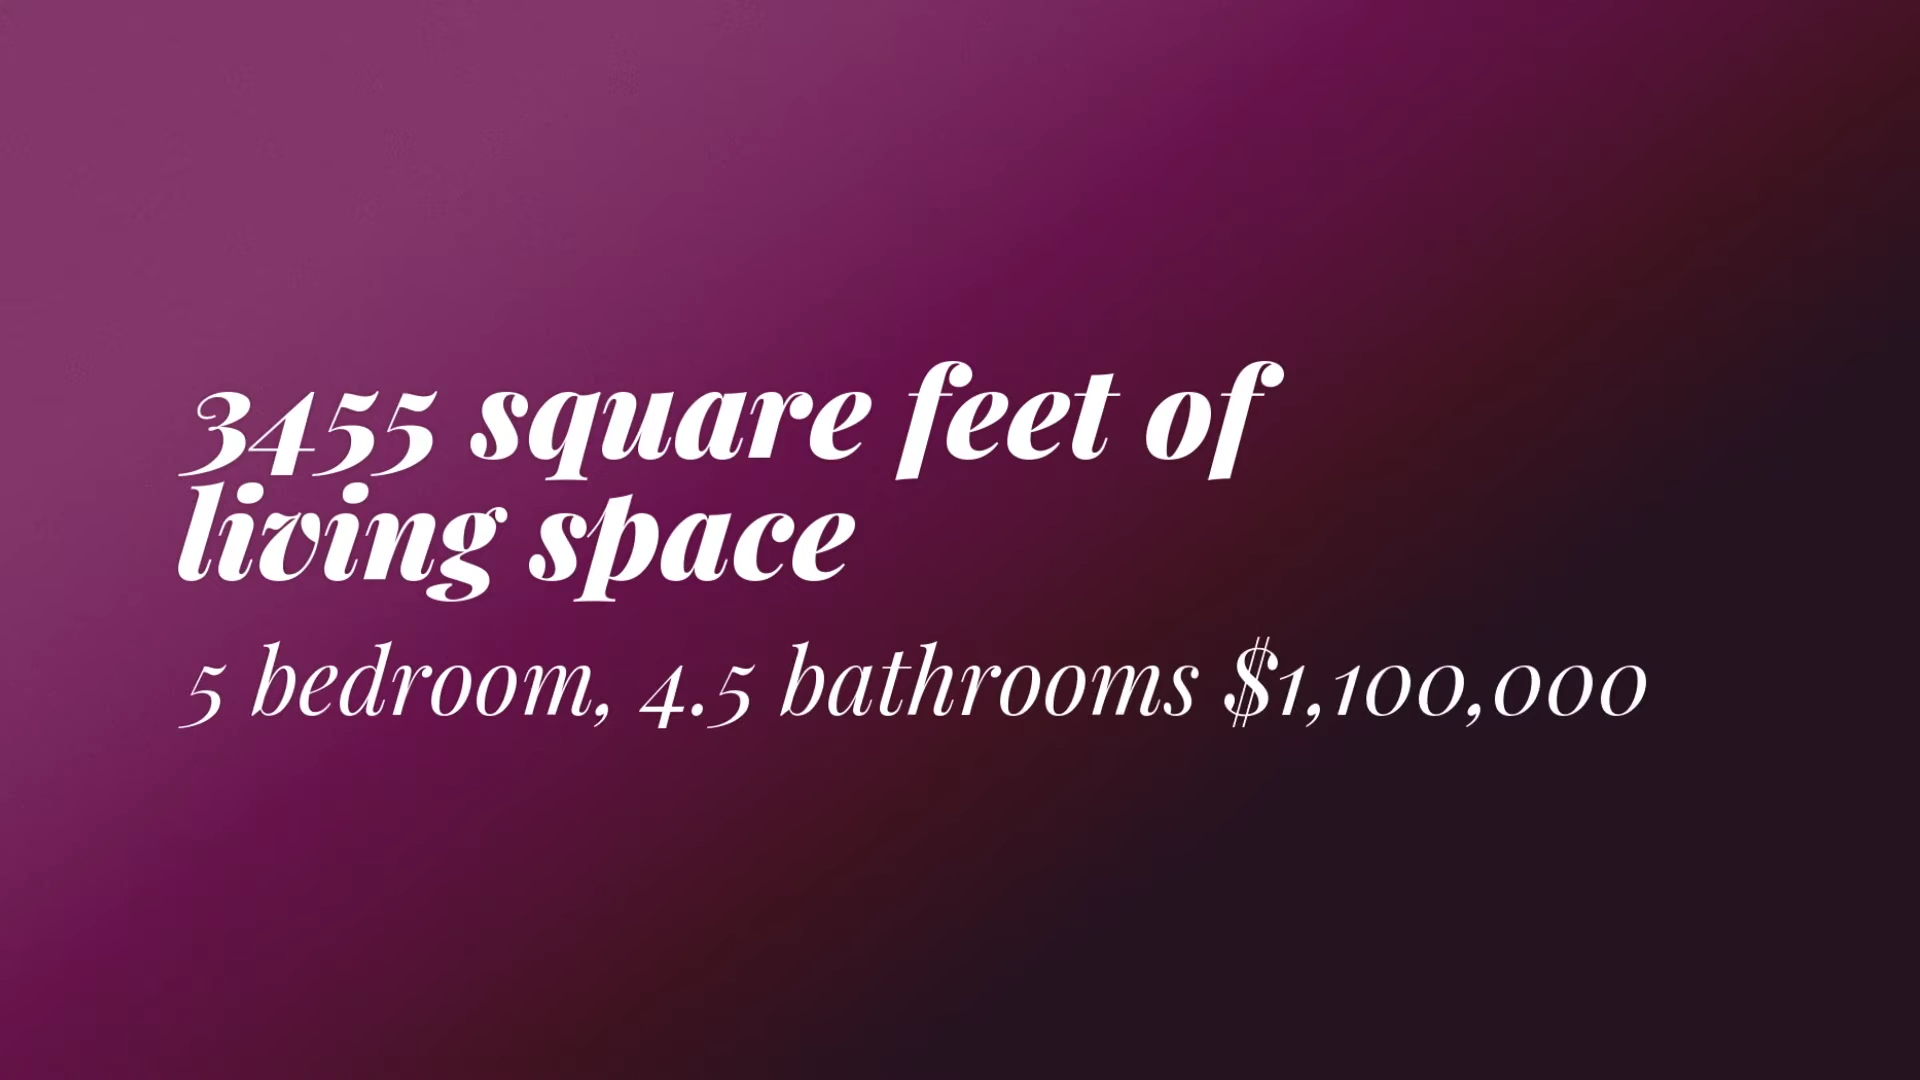 3455 square feet of
living space
5 bedroom, 4.5 bathrooms $1,100,000